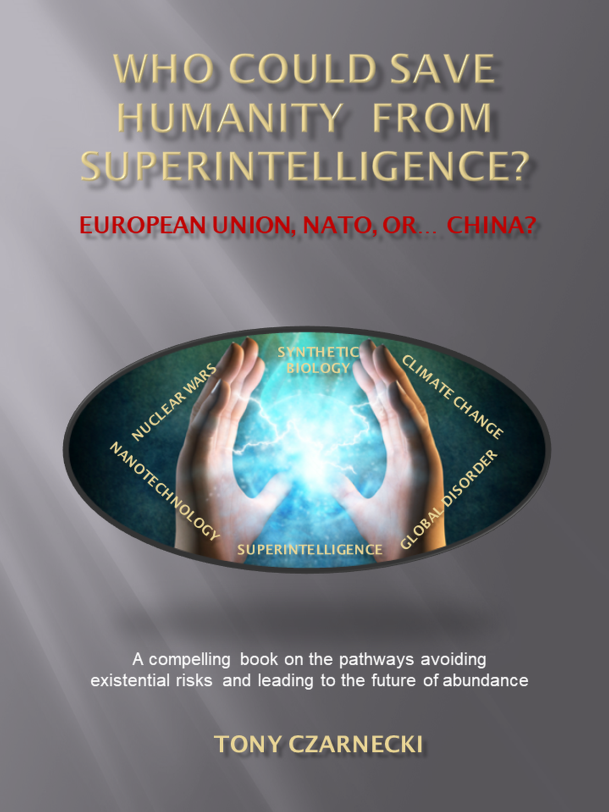 WHO COULD SAVE
HUMANITY FROM
SUPERINTELLIGENCE?
EUROPEAN UNION, NATO, OR... CHINA?
SYNTHETIC
BIOLOGY
NUCLEAR WARS
CLIMATE CHANGE
NANOTECHNOLOGY
GLOBAL DISORDER
SUPERINTELLIGENCE
A compelling book on the pathways avoiding
existential risks and leading to the future of abundance
TONY CZARNECKI